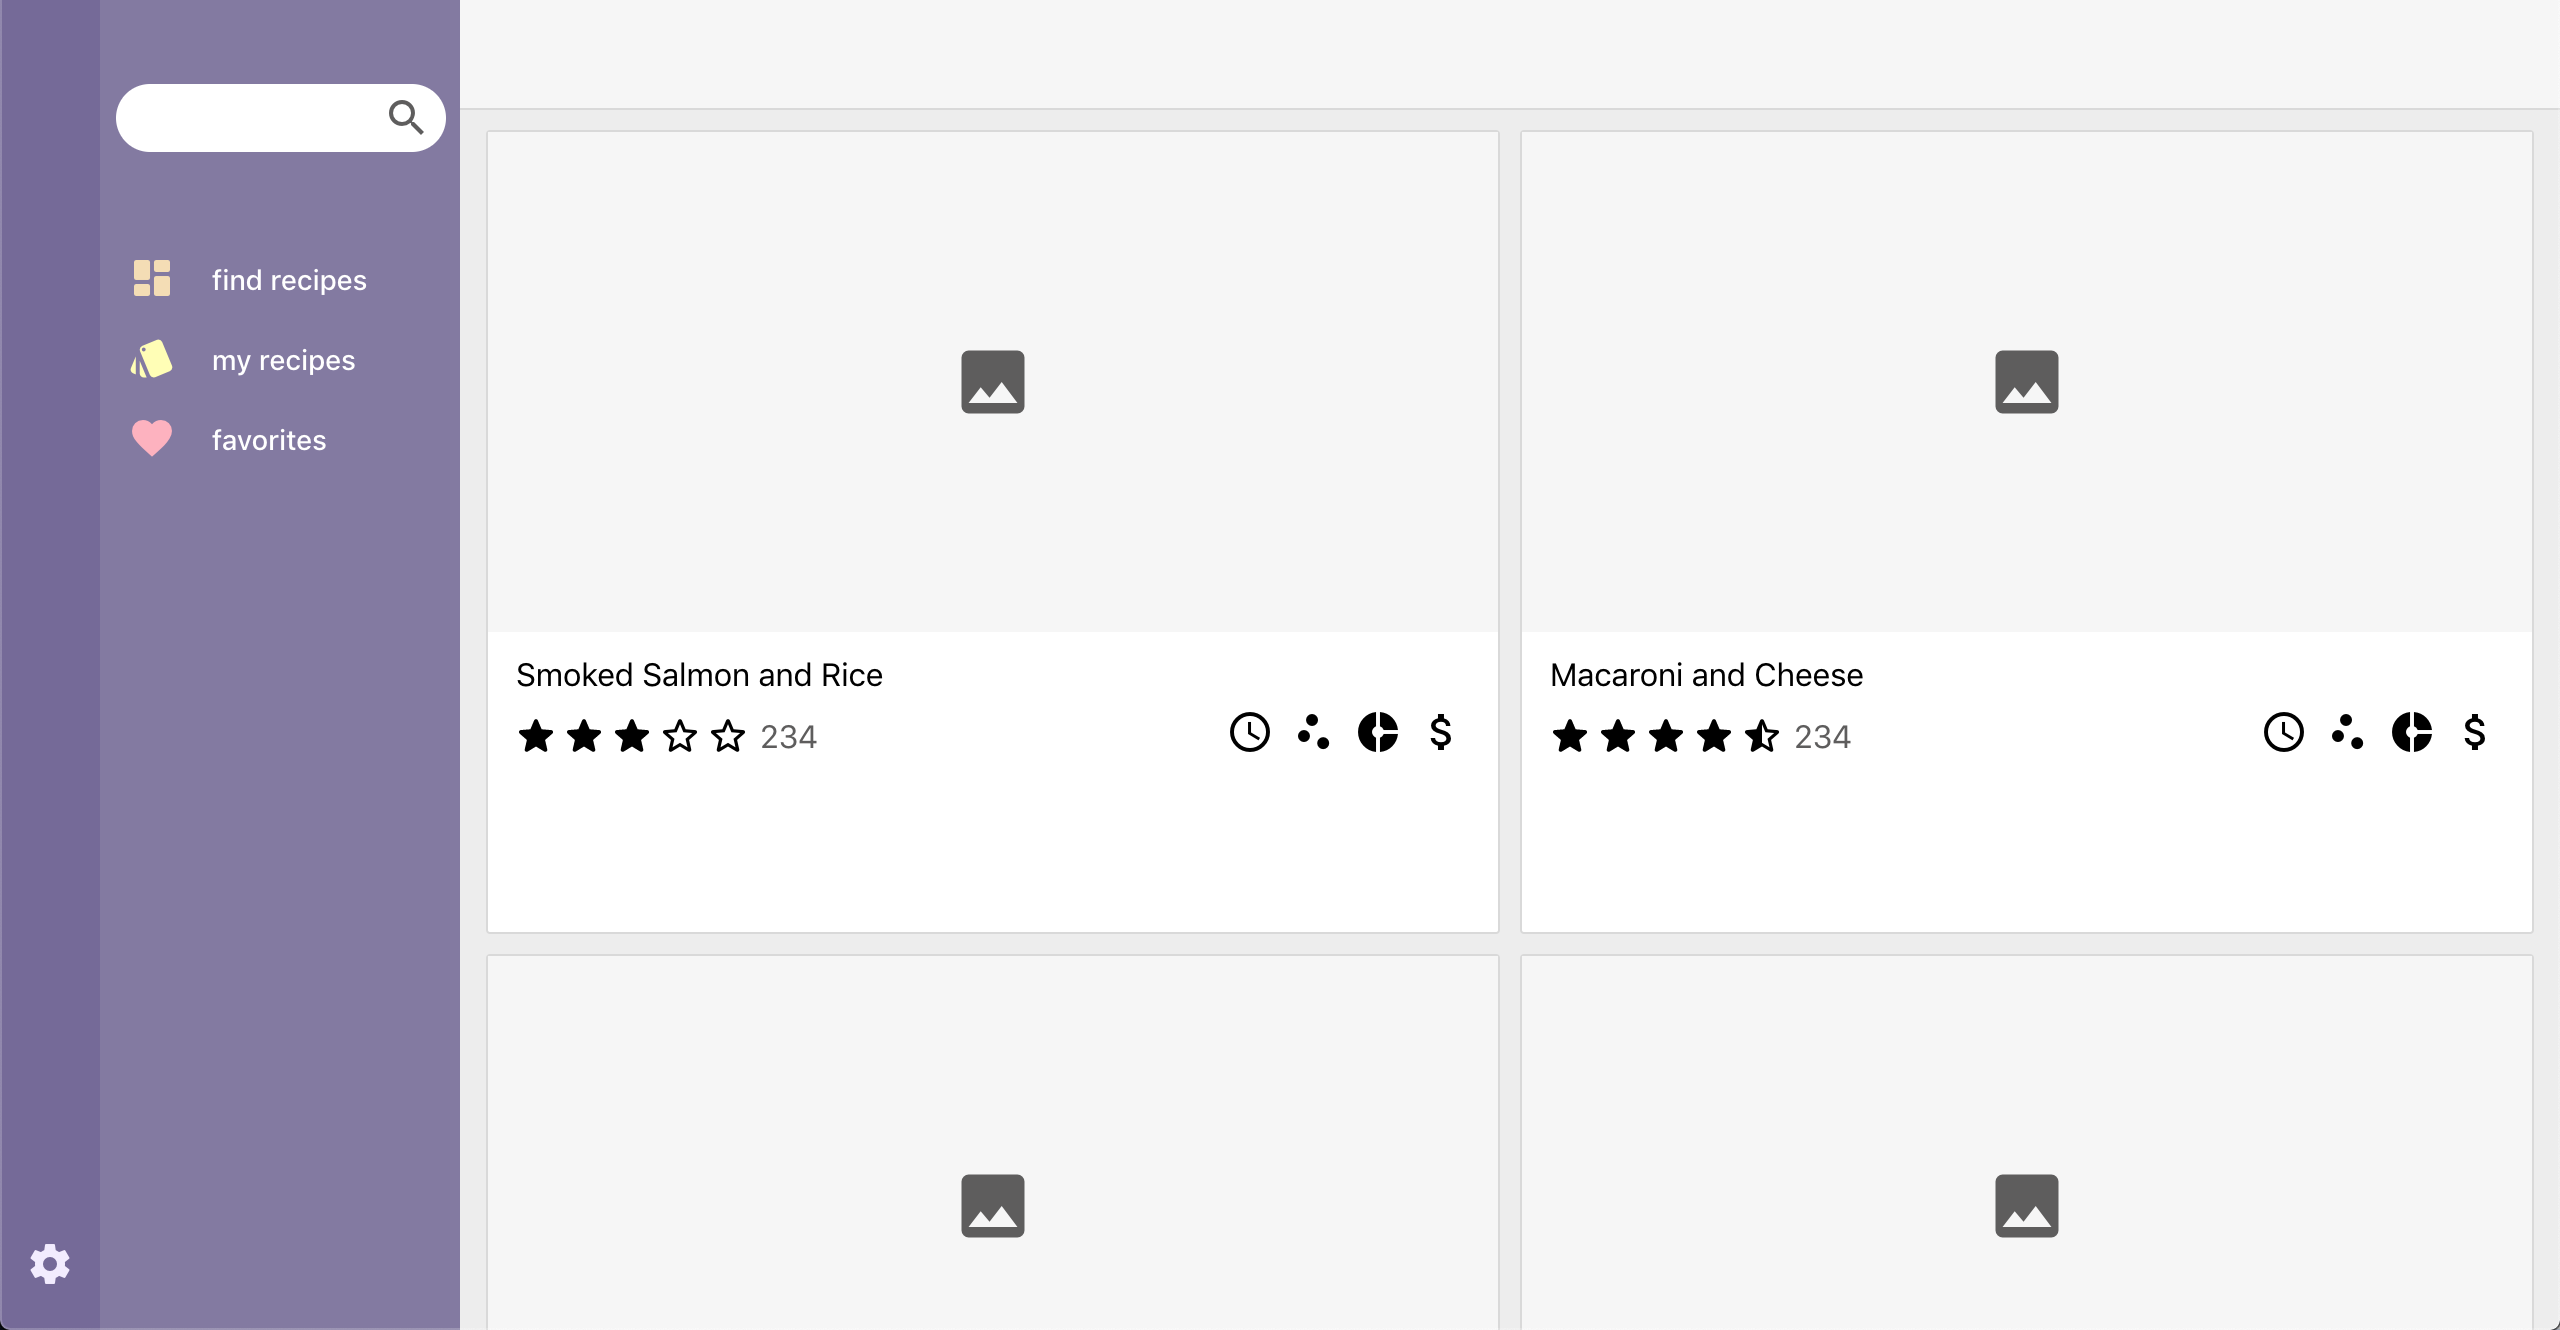 find recipes
my recipes
favorites
Smoked Salmon and Rice
234
Macaroni and Cheese
234